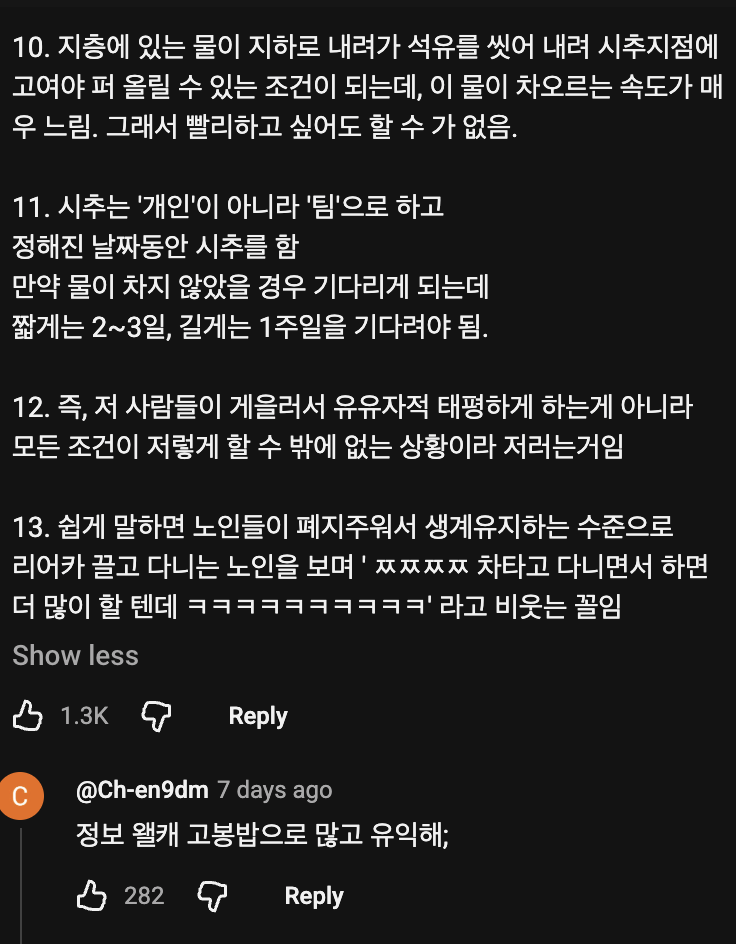 10. 지층에 있는 물이 지하로 내려가 석유를 씻어 내려 시추지점에
고여야 퍼 올릴 수 있는 조건이 되는데, 이 물이 차오르는 속도가 매
우 느림. 그래서 빨리하고 싶어도 할 수 가 없음.
11. 시추는 '개인'이 아니라 '팀'으로 하고
정해진 날짜동안 시추를 함
만약 물이 차지 않았을 경우 기다리게 되는데
짧게는 2~3일, 길게는 1주일을 기다려야 됨.
12. 즉, 저 사람들이 게을러서 유유자적 태평하게 하는게 아니라
모든 조건이 저렇게 할 수 밖에 없는 상황이라 저러는거임
13. 쉽게 말하면 노인들이 폐지주워서 생계유지하는 수준으로
리어카 끌고 다니는 노인을 보며 ' ㅉㅉㅉㅉ 차타고 다니면서 하면
더 많이 할 텐데 ㅋㅋㅋㅋㅋㅋㅋㅋㅋㅋ' 라고 비웃는 꼴임
Show less
1.3K Reply
C
@Ch-en9dm 7 days ago
정보 왤캐 고봉밥으로 많고 유익해;
282 Reply